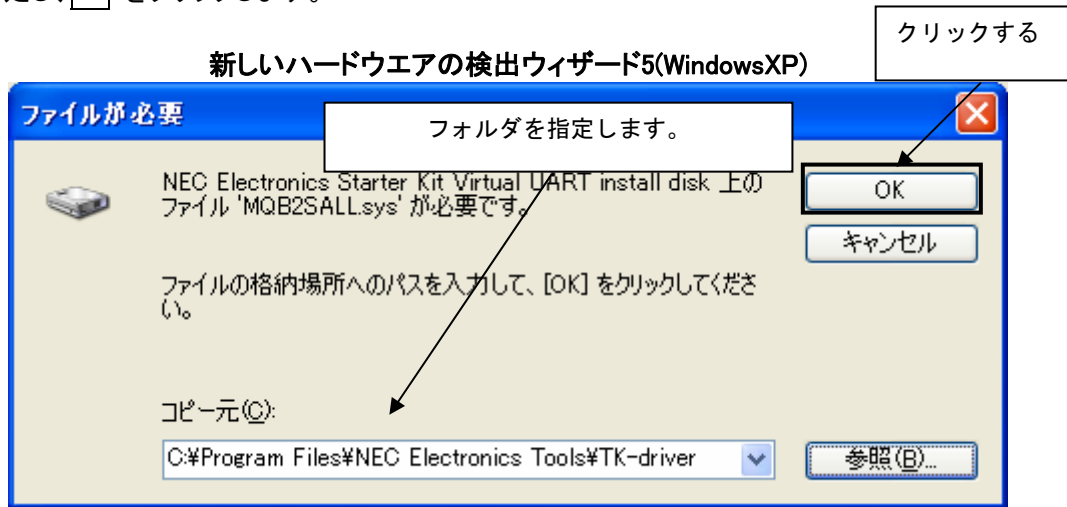 をクリックします。
クリックする
新しいハードウエアの検出ウィザード5(WindowsXP)
ファイルが必要
フォルダを指定します。
NEC Electronics Starter Kit Virtual UART install disk 上の
ファイル 'MQB2SALL.sys' が必要です。
OK
キャンセル
ファイルの格納場所へのパスを入力して、[OK] をクリックしてくださ
い。
コピー元(C):
C:¥Program Files¥NEC Electronics Tools¥TK-driver
参照(B)...